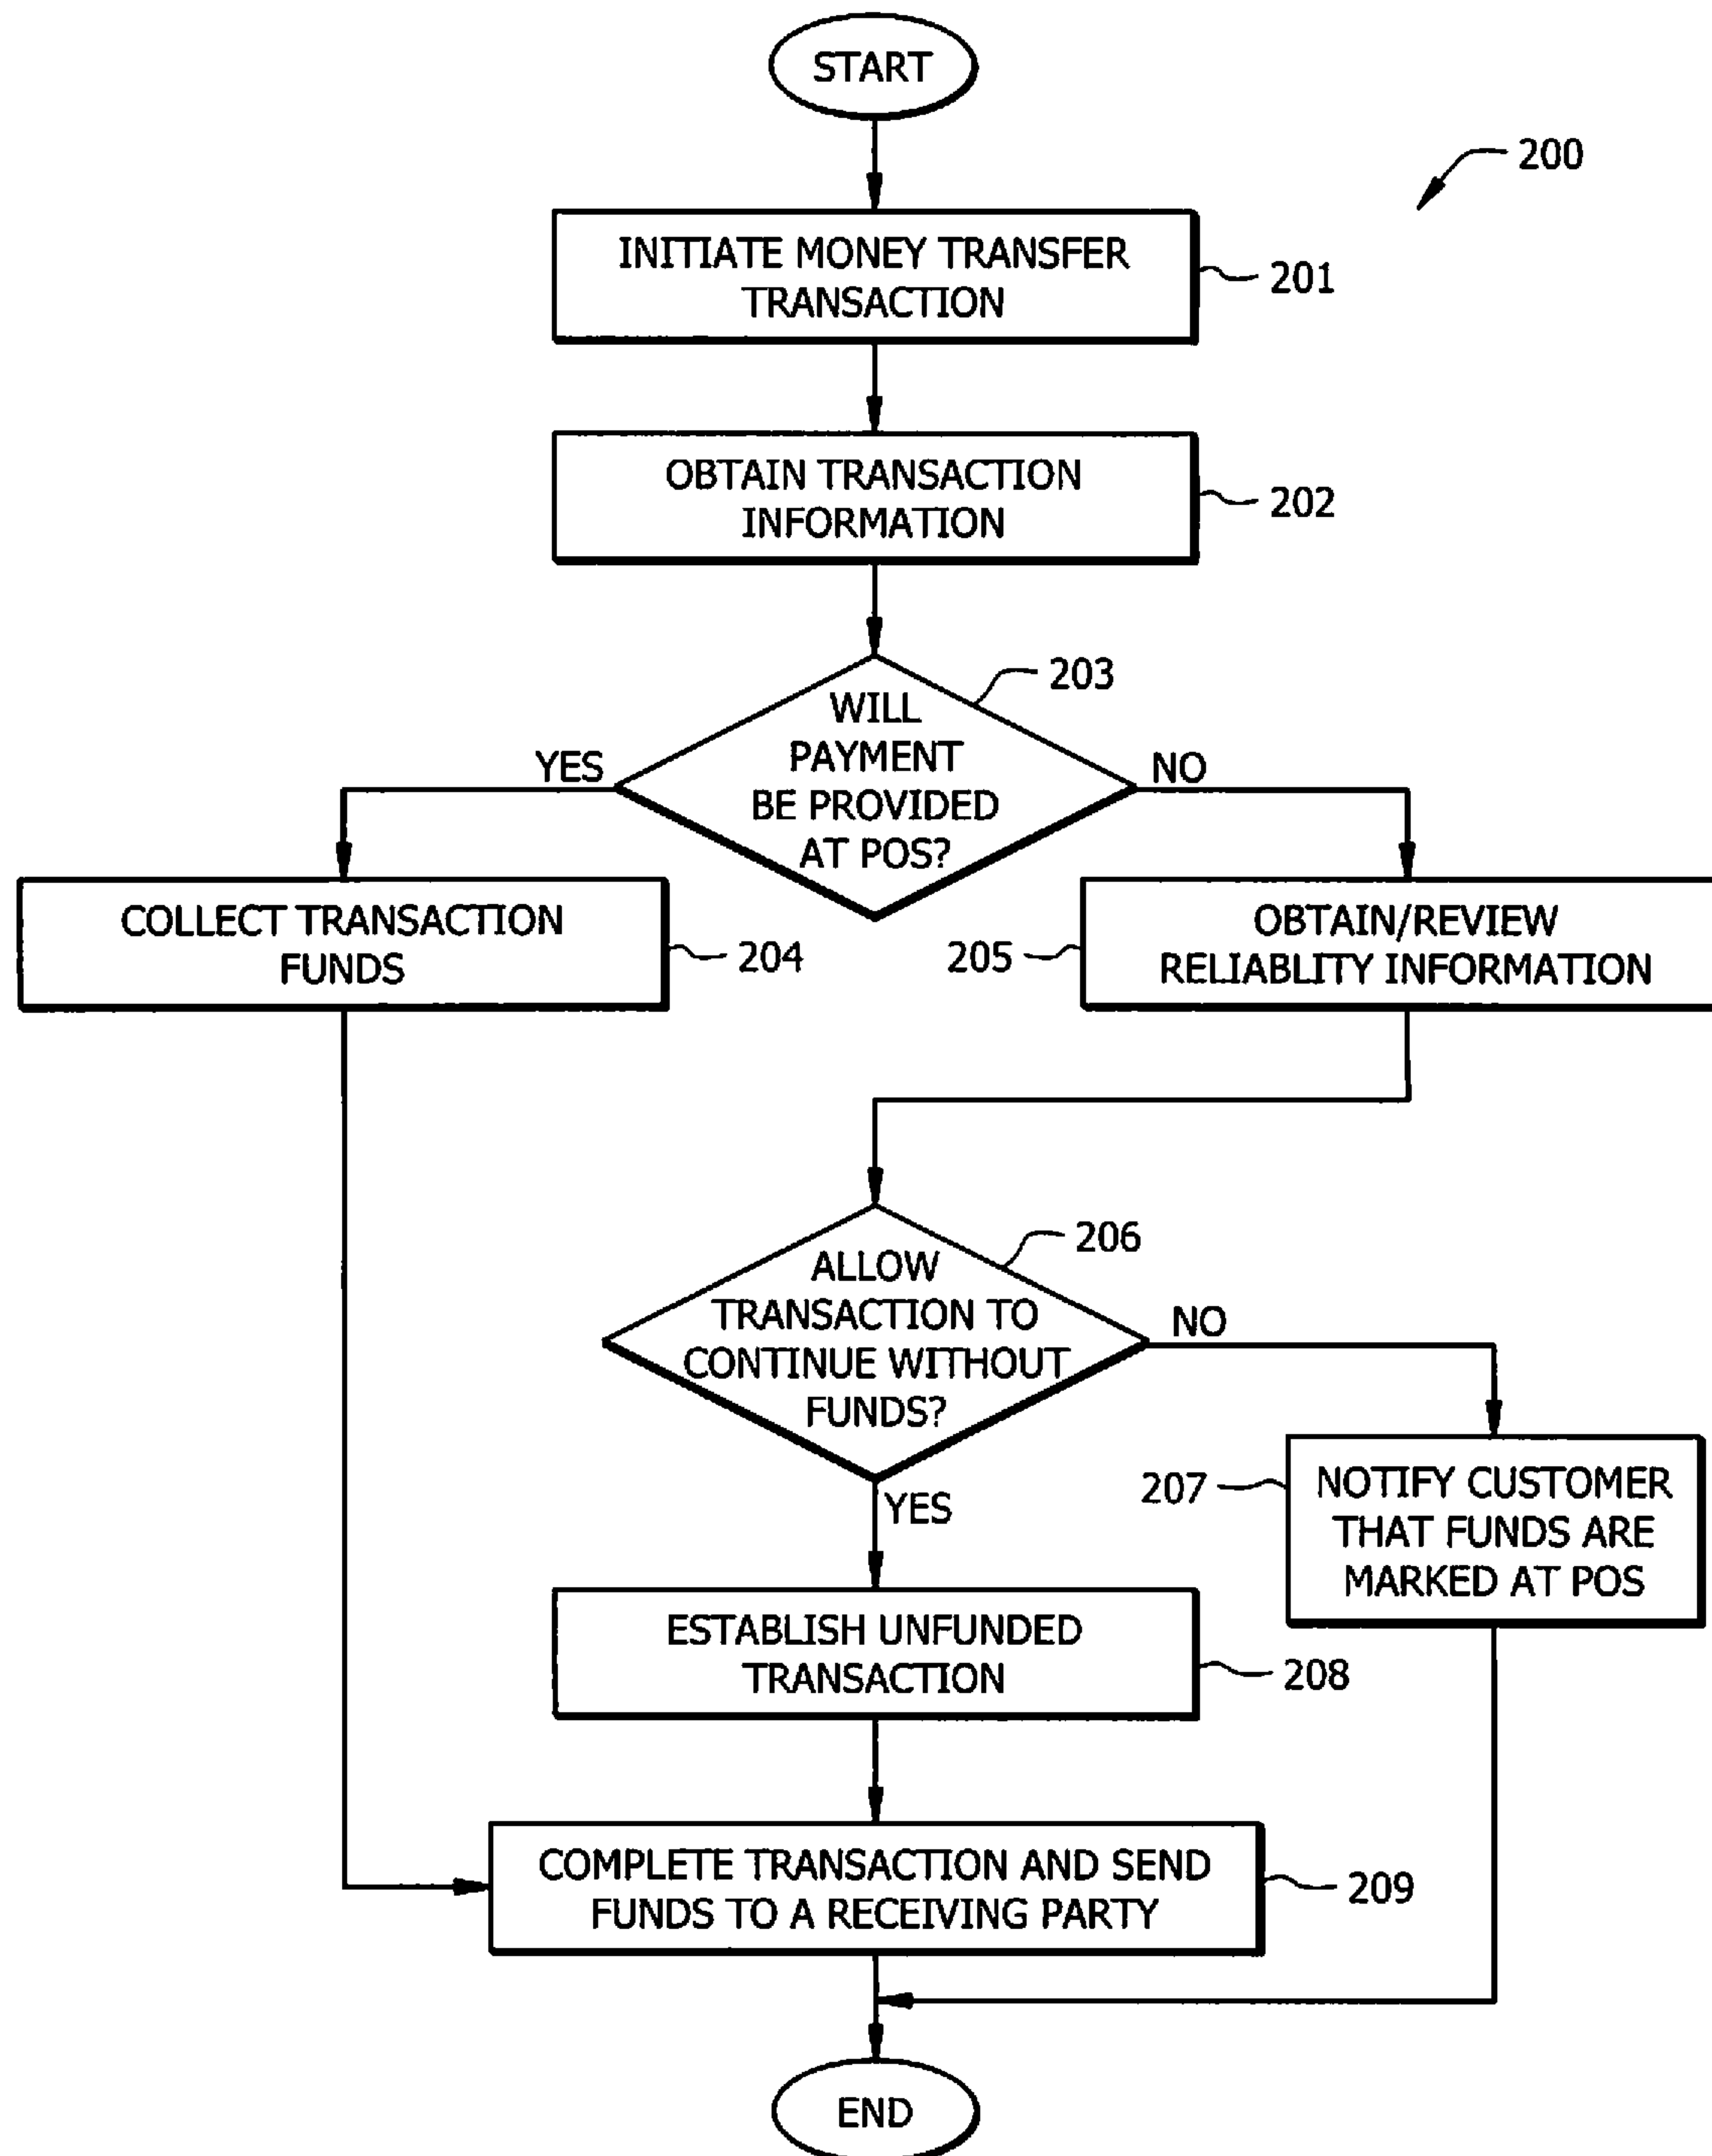 START
200
INITIATE MONEY TRANSFER
TRANSACTION
201
OBTAIN TRANSACTION
INFORMATION
202
203
WILL
PAYMENT
BE PROVIDED
AT POS?
YES
NO
COLLECT TRANSACTION
FUNDS
204
205
OBTAIN/REVIEW
RELIABLITY INFORMATION
206
ALLOW
TRANSACTION TO
CONTINUE WITHOUT
FUNDS?
NO
YES
207
NOTIFY CUSTOMER
THAT FUNDS ARE
MARKED AT POS
ESTABLISH UNFUNDED
TRANSACTION
208
COMPLETE TRANSACTION AND SEND
FUNDS TO A RECEIVING PARTY
209
END